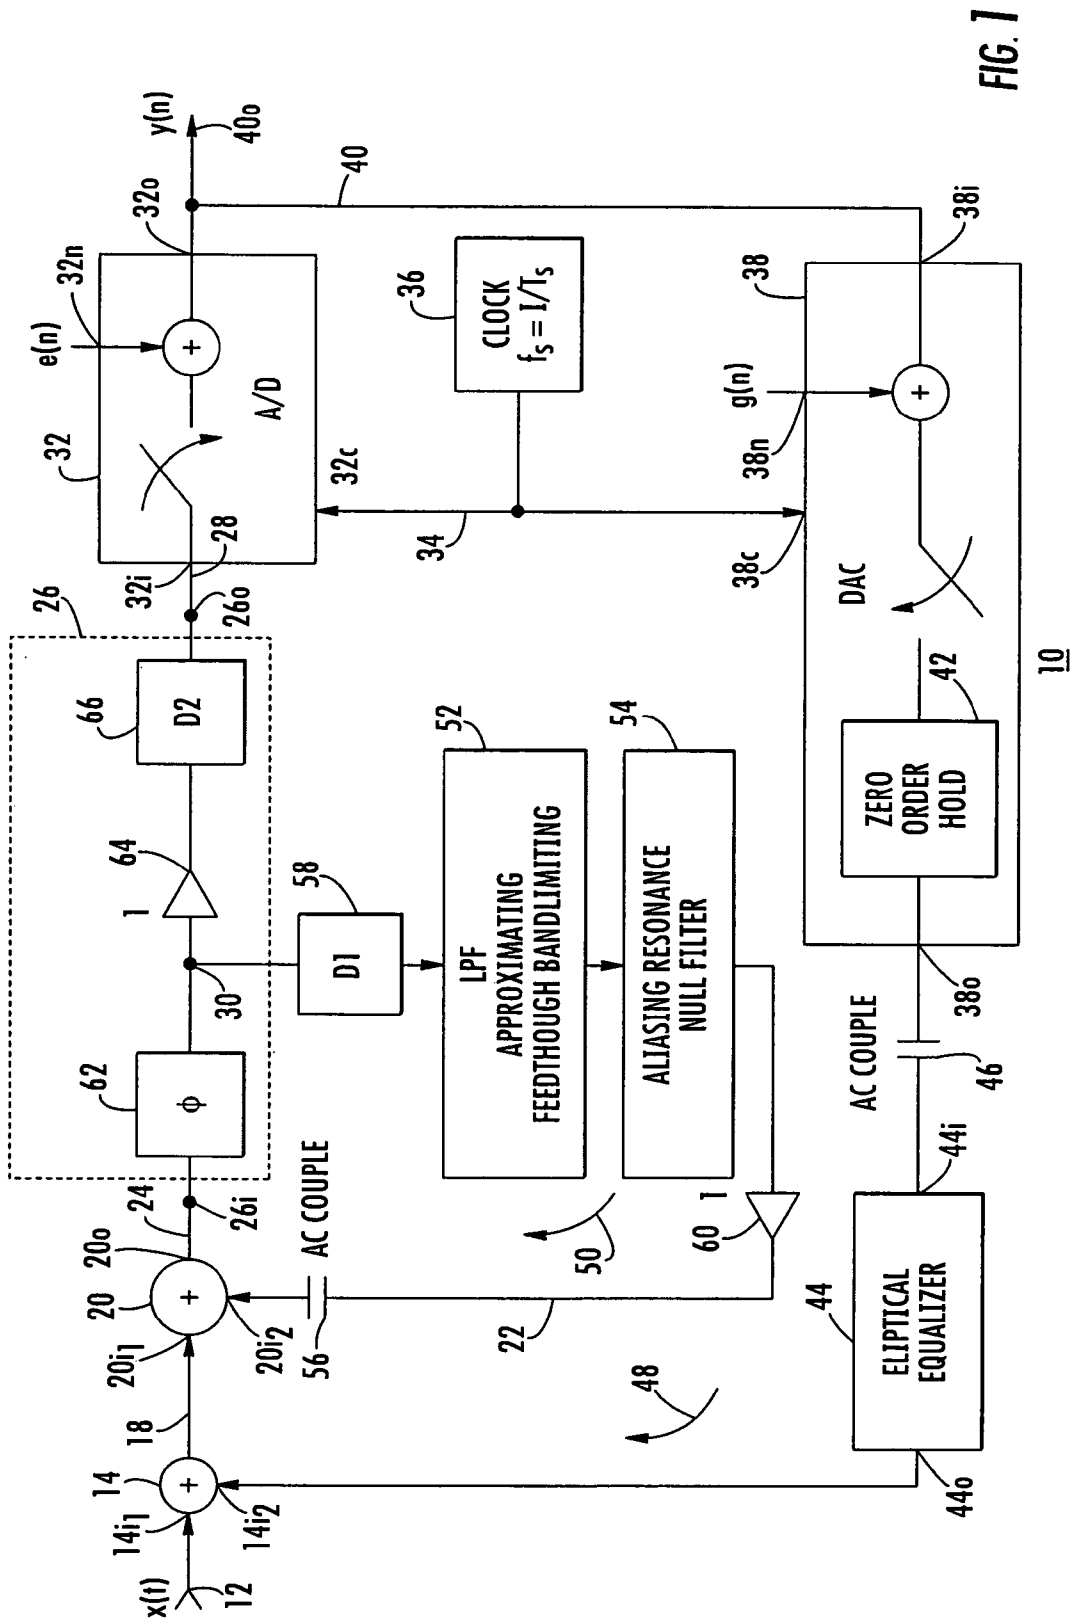 x(t)
12
14i1
14
14i2
18
20i1
20
20o
20i2
24
26i
26
62
ϕ
30
1
64
66
D2
26o
28
32i
32
A/D
32c
e(n)
32n
32o
y(n)
40o
40
AC COUPLE
56
22
50
48
D1
58
LPF
APPROXIMATING
FEEDTHOUGH BANDLIMITING
52
ALIASING RESONANCE
NULL FILTER
54
1
60
34
CLOCK
fs = I/Ts
36
38c
38n
g(n)
38
38i
DAC
ZERO
ORDER
HOLD
42
38o
AC COUPLE
46
44i
ELIPTICAL
EQUALIZER
44
44o
+
+
+
+
10
FIG. 1